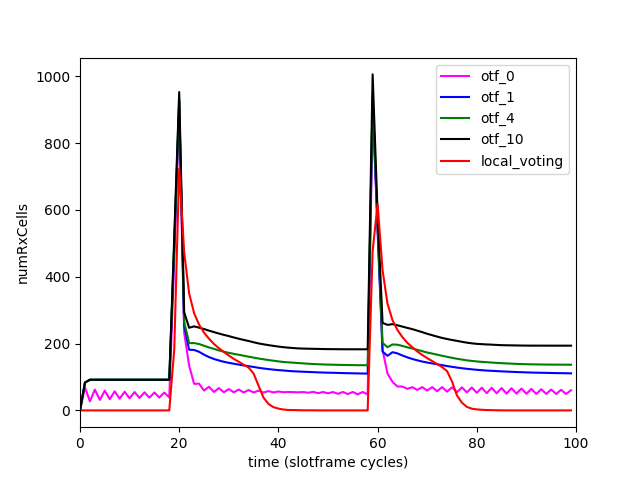 1000
800
600
400
200
0
numRxCells
otf_0
otf_1
otf_4
otf_10
local_voting
0 20 40 60 80 100
time (slotframe cycles)